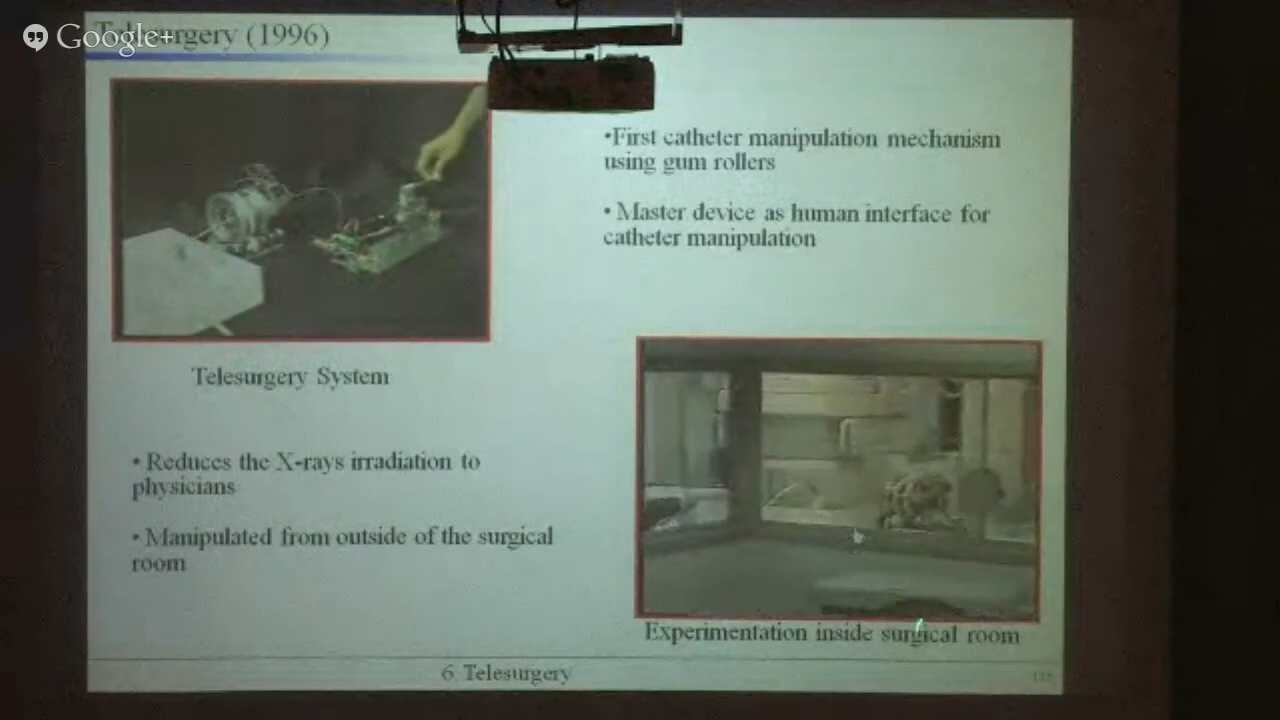 Google+
Telesurgery (1996)
•First catheter manipulation mechanism
using gum rollers
• Master device as human interface for
catheter manipulation
Telesurgery System
• Reduces the X-rays irradiation to
physicians
• Manipulated from outside of the surgical
room
Experimentation inside surgical room
6 Telesurgery